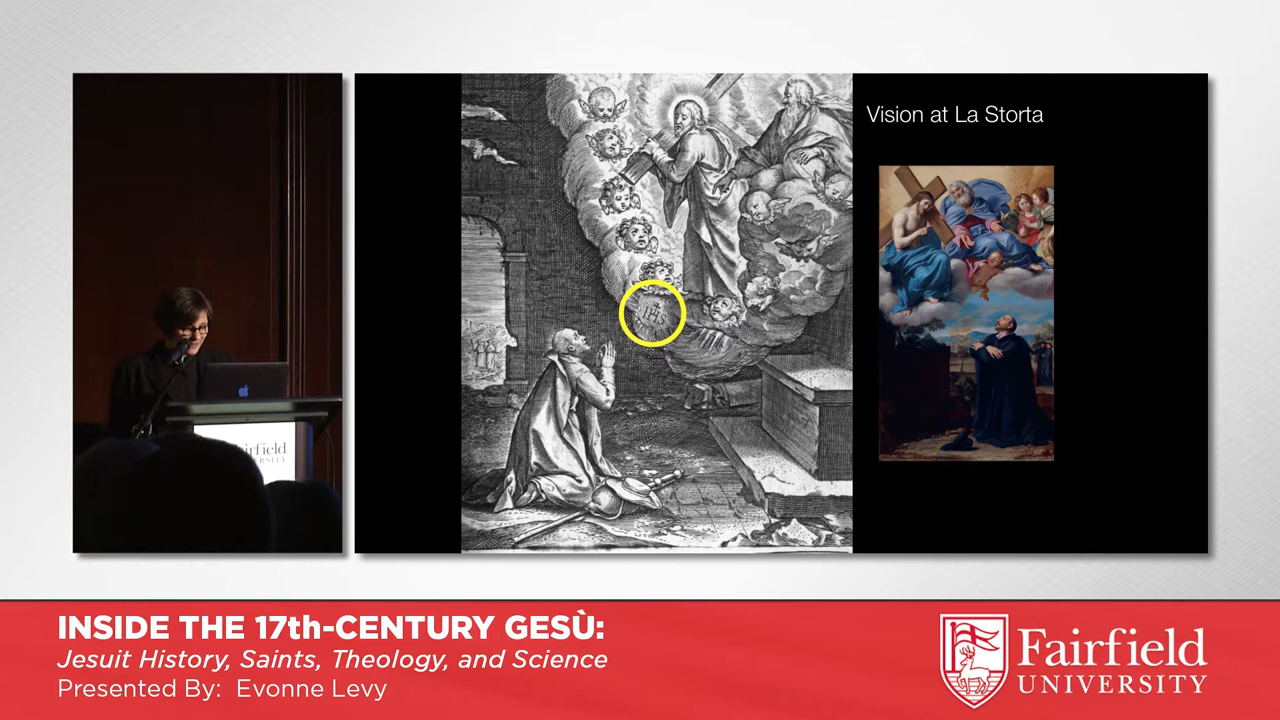 Vision at La Storta
IHS
INSIDE THE 17th-CENTURY GESÙ:
Jesuit History, Saints, Theology, and Science
Presented By: Evonne Levy
Fairfield
UNIVERSITY